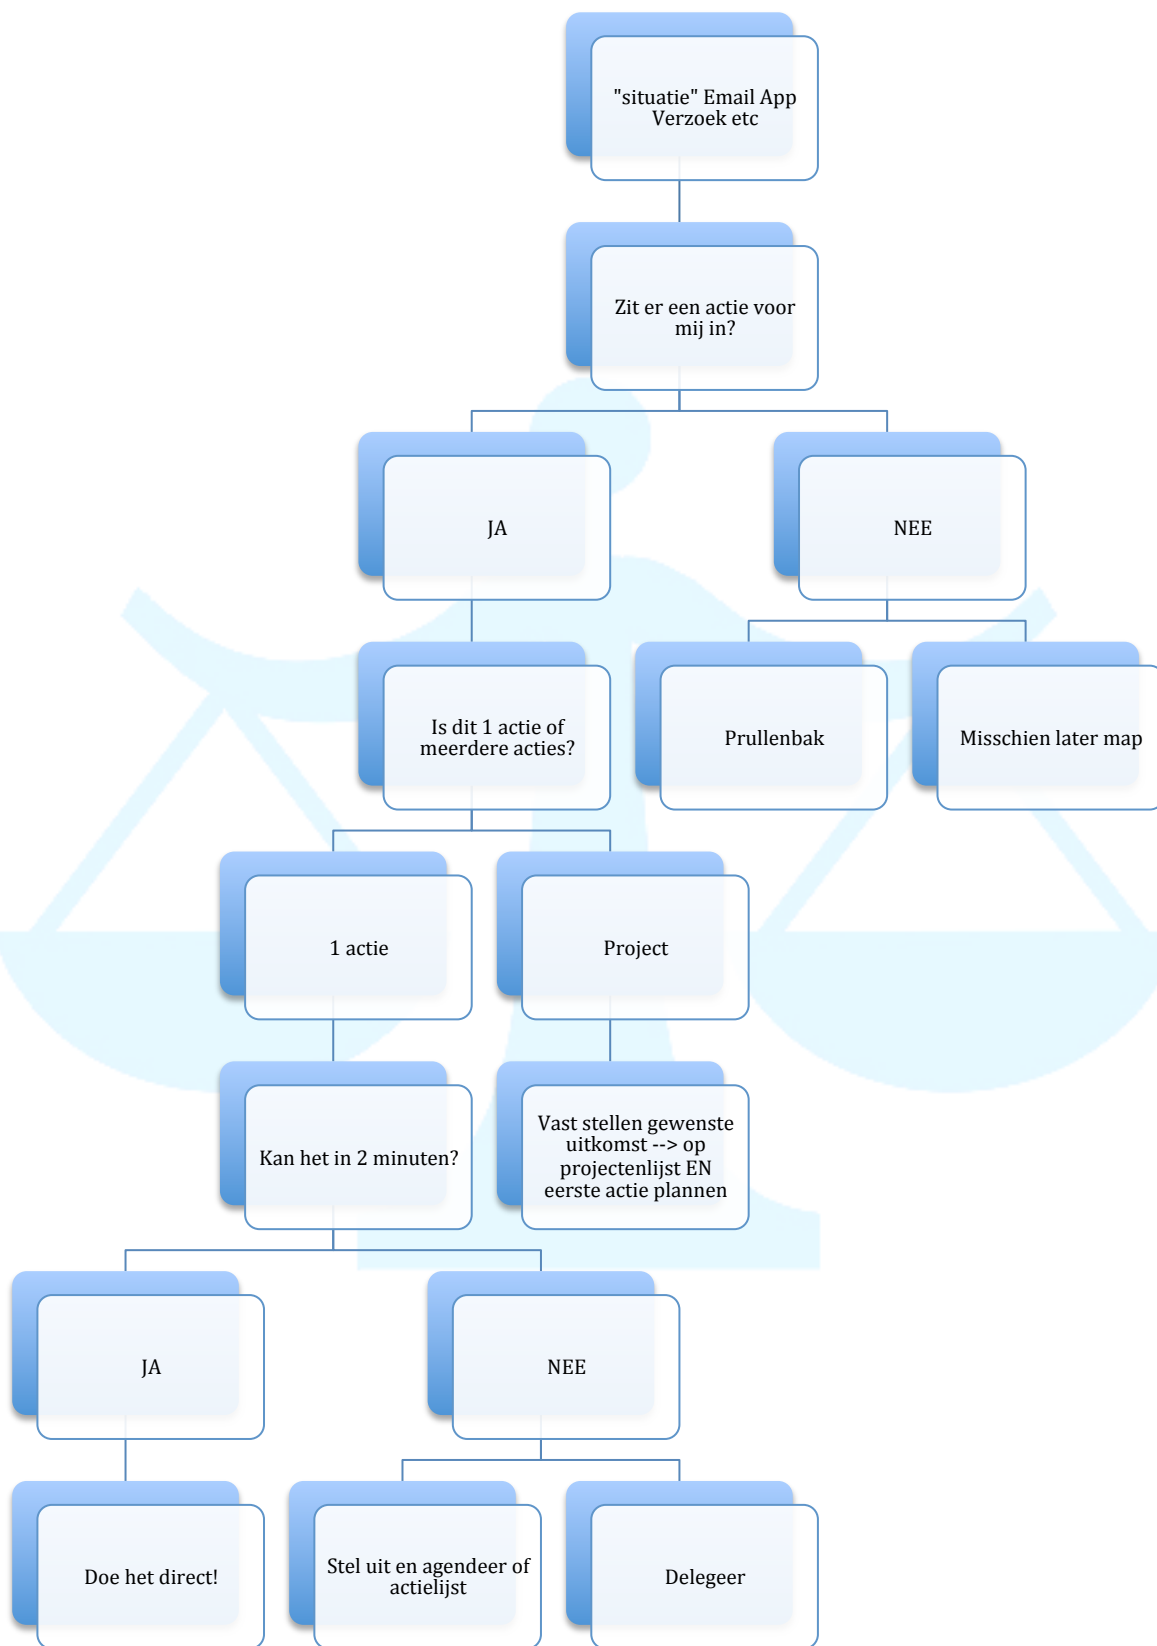 "situatie" Email App
Verzoek etc
Zit er een actie voor
mij in?
JA
NEE
Is dit 1 actie of
meerdere acties?
Prullenbak
Misschien later map
1 actie
Project
Kan het in 2 minuten?
Vast stellen gewenste
uitkomst --> op
projectenlijst EN
eerste actie plannen
JA
NEE
Doe het direct!
Stel uit en agendeer of
actielijst
Delegeer